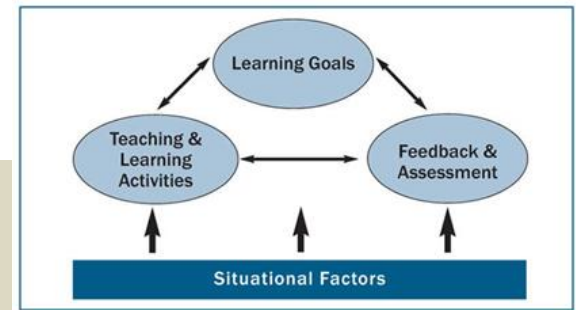 Learning Goals
Teaching &
Learning
Activities
Feedback &
Assessment
Situational Factors